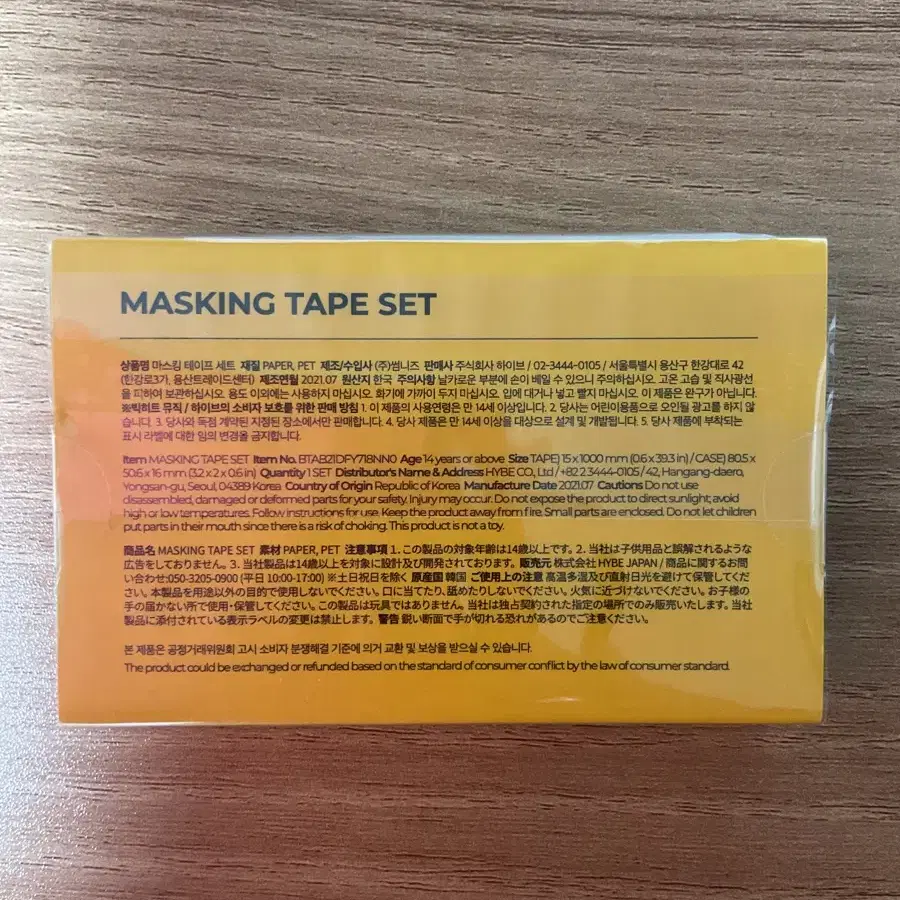 MASKING TAPE SET
상품명 마스킹 테이프 세트 재질 PAPER, PET 제조/수입사 (주)썸니즈 판매사 주식회사 하이브 / 02-3444-0105 / 서울특별시 용산구 한강대로 42
(한강로3가, 용산트레이드센터) 제조연월 2021.07 원산지 한국 주의사항 날카로운 부분에 손이 베일 수 있으니 주의하십시오. 고온 고습 및 직사광선
을 피하여 보관하십시오. 용도 이외에는 사용하지 마십시오. 화기에 가까이 두지 마십시오. 입에 대거나 넣고 빨지 마십시오. 이 제품은 완구가 아닙니다.
※빅히트 뮤직 / 하이브의 소비자 보호를 위한 판매 방침 1. 이 제품의 사용연령은 만 14세 이상입니다. 2. 당사는 어린이용품으로 오인될 광고를 하지 않
습니다. 3. 당사와 독점 계약된 지정된 장소에서만 판매합니다. 4. 당사 제품은 만 14세 이상을 대상으로 설계 및 개발됩니다. 5. 당사 제품에 부착되는
표시 라벨에 대한 임의 변경을 금지합니다.
Item MASKING TAPE SET Item No. BTAB21DFY718NN0 Age 14 years or above Size TAPE) 15 x 1000 mm (0.6 x 39.3 in) / CASE) 80.5 x
50.6 x 16 mm (3.2 x 2 x 0.6 in) Quantity 1 SET Distributor's Name & Address HYBE CO., Ltd / +82 2 3444-0105 / 42, Hangang-daero,
Yongsan-gu, Seoul, 04389 Korea Country of Origin Republic of Korea Manufacture Date 2021.07 Cautions Do not use
disassembled, damaged or deformed parts for your safety. Injury may occur. Do not expose the product to direct sunlight; avoid
high or low temperatures. Follow instructions for use. Keep the product away from fire. Small parts are enclosed. Do not let children
put parts in their mouth since there is a risk of choking. This product is not a toy.
商品名 MASKING TAPE SET 素材 PAPER, PET 注意事項 1. この製品の対象年齢は14歳以上です。2. 当社は子供用品と誤解されるような
広告をしておりません。3. 当社製品は14歳以上を対象に設計及び開発されております。販売元 株式会社 HYBE JAPAN / 商品に関するお問
い合わせ:050-3205-0900 (平日 10:00-17:00) ※土日祝日を除く 原産国 韓国 ご使用上の注意 高温多湿及び直射日光を避けて保管してくださ
い。本製品を用途以外の目的で使用しないでください。口に当てたり、舐めたりしないでください。火気に近づけないでください。お子様の
手の届かない所で使用・保管してください。この製品は玩具ではありません。当社は独占契約された指定の場所でのみ販売いたします。当社
製品に添付されている表示ラベルの変更は禁止します。警告 鋭い断面で手が切れる恐れがあるのでご注意ください。
본 제품은 공정거래위원회 고시 소비자 분쟁해결 기준에 의거 교환 및 보상을 받으실 수 있습니다.
The product could be exchanged or refunded based on the standard of consumer conflict by the law of consumer standard.